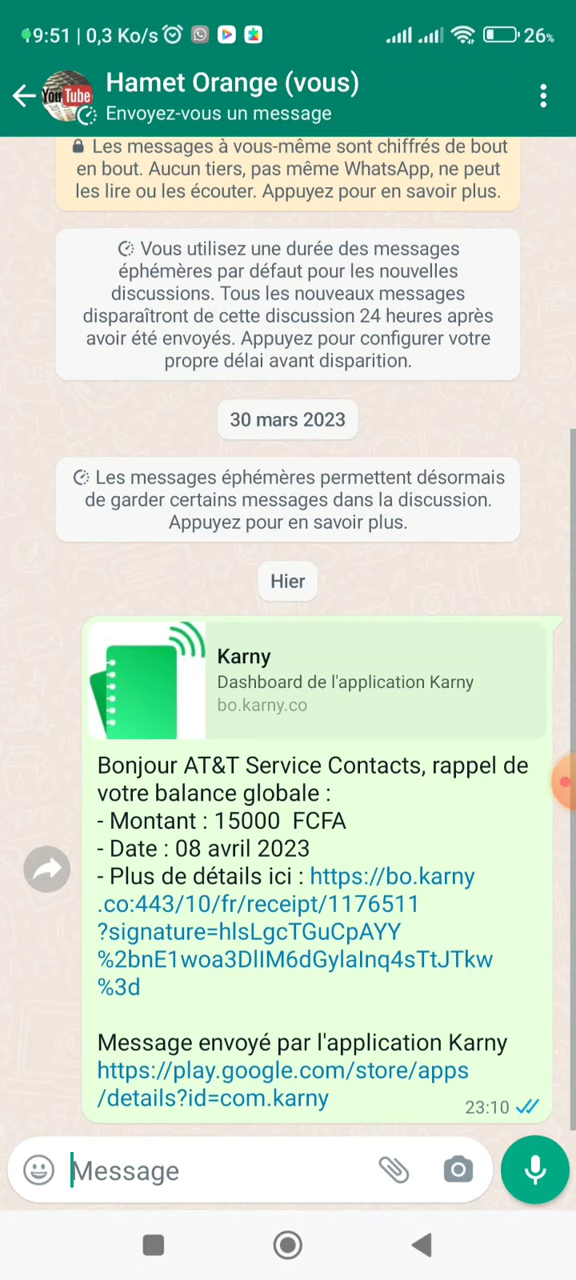 19:51 | 0,3 Ko/s
26%
Hamet Orange (vous)
Envoyez-vous un message
You Tube
Les messages à vous-même sont chiffrés de bout
en bout. Aucun tiers, pas même WhatsApp, ne peut
les lire ou les écouter. Appuyez pour en savoir plus.
Vous utilisez une durée des messages
éphémères par défaut pour les nouvelles
discussions. Tous les nouveaux messages
disparaîtront de cette discussion 24 heures après
avoir été envoyés. Appuyez pour configurer votre
propre délai avant disparition.
30 mars 2023
Les messages éphémères permettent désormais
de garder certains messages dans la discussion.
Appuyez pour en savoir plus.
Hier
Karny
Dashboard de l'application Karny
bo.karny.co
Bonjour AT&T Service Contacts, rappel de
votre balance globale :
- Montant : 15000 FCFA
- Date : 08 avril 2023
- Plus de détails ici : https://bo.karny
.co:443/10/fr/receipt/1176511
?signature=hlsLgcTGuCpAYY
%2bnE1woa3DlIM6dGylaInq4sTtJTkw
%3d
Message envoyé par l'application Karny
https://play.google.com/store/apps
/details?id=com.karny
23:10
Message